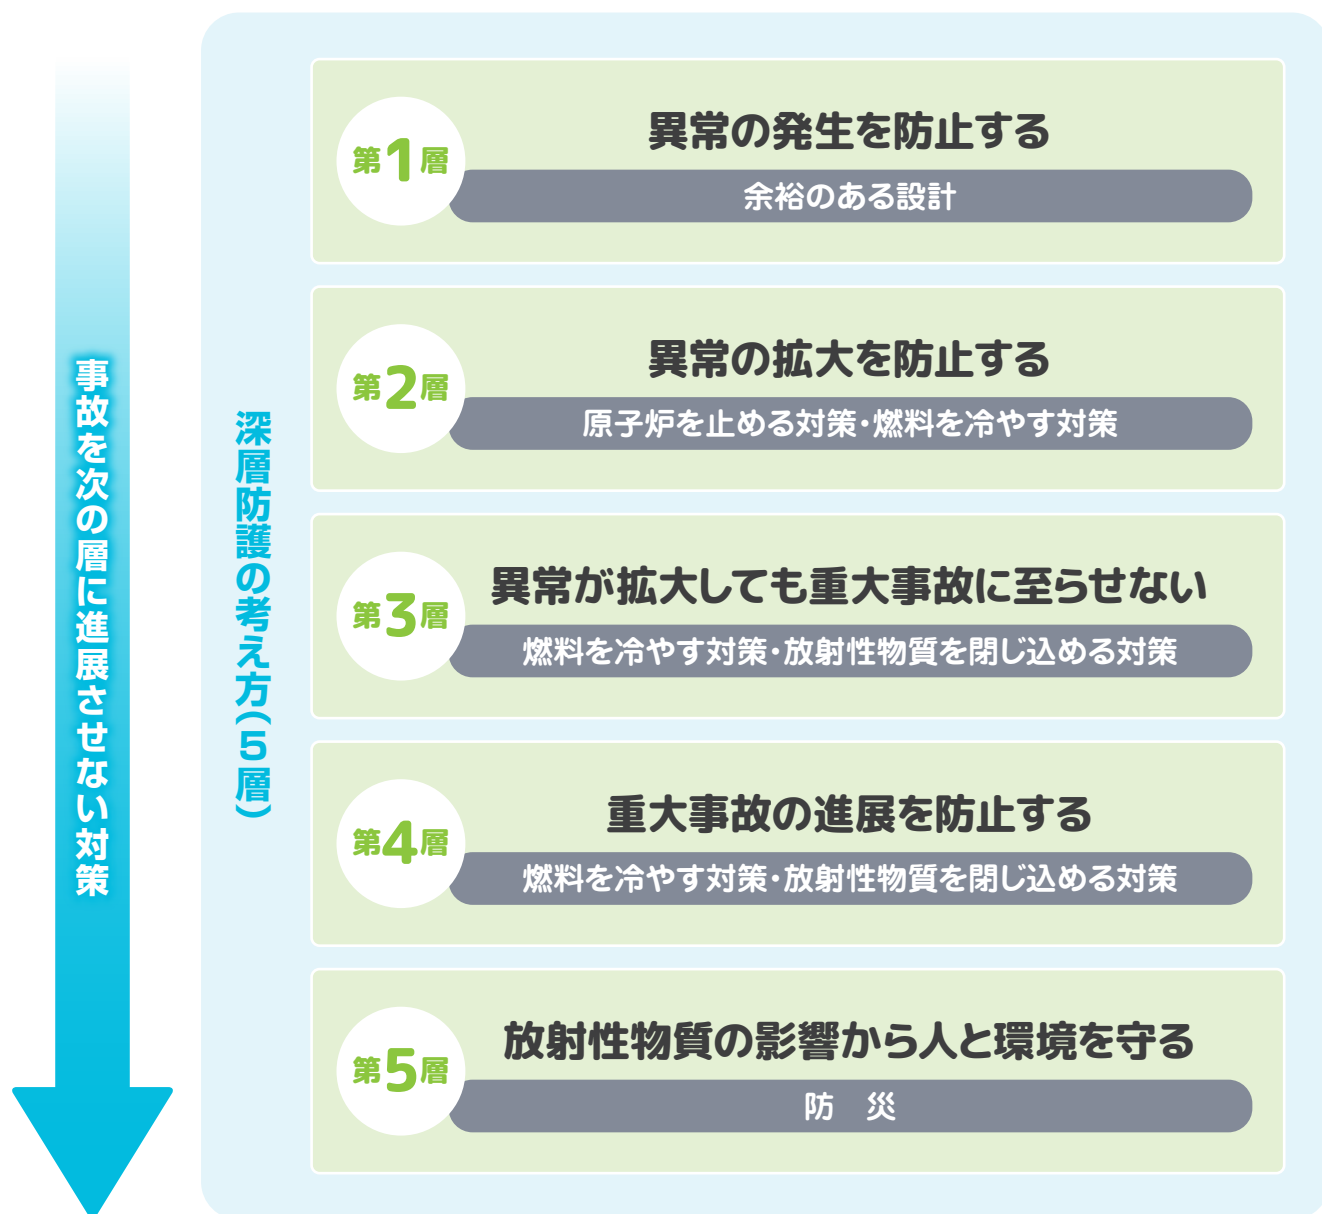 事故を次の層に進展させない対策
深層防護の考え方(5層)
第1層
異常の発生を防止する
余裕のある設計
第2層
異常の拡大を防止する
原子炉を止める対策・燃料を冷やす対策
第3層
異常が拡大しても重大事故に至らせない
燃料を冷やす対策・放射性物質を閉じ込める対策
第4層
重大事故の進展を防止する
燃料を冷やす対策・放射性物質を閉じ込める対策
第5層
放射性物質の影響から人と環境を守る
防　災